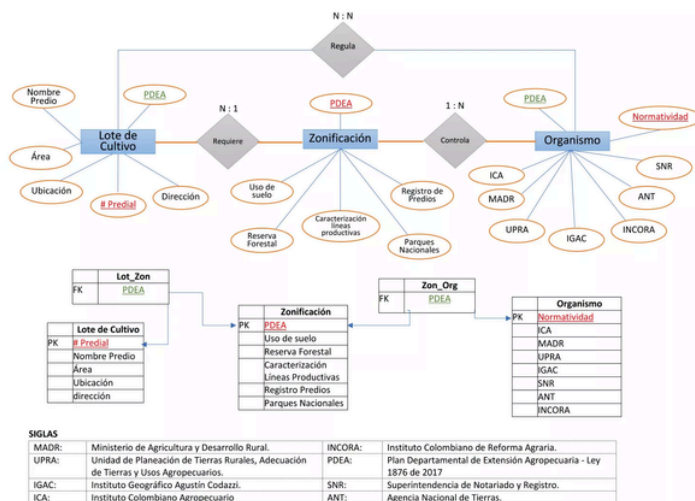 N : N
Regula
Nombre
Predio
PDEA
Área
Ubicación
# Predial
Dirección
Lote de
Cultivo
N : 1
Requiere
PDEA
Zonificación
Uso de
suelo
Reserva
Forestal
Caracterización
líneas
productivas
Parques
Nacionales
Registro de
Predios
1 : N
Controla
PDEA
Organismo
Normatividad
ICA
MADR
UPRA
IGAC
INCORA
ANT
SNR
Lot_Zon
FK PDEA
Lote de Cultivo
PK # Predial
Nombre Predio
Área
Ubicación
dirección
Zonificación
PK PDEA
Uso de suelo
Reserva Forestal
Caracterización
Líneas Productivas
Registro Predios
Parques Nacionales
Zon_Org
FK PDEA
Organismo
PK Normatividad
ICA
MADR
UPRA
IGAC
SNR
ANT
INCORA
SIGLAS
MADR: Ministerio de Agricultura y Desarrollo Rural. INCORA: Instituto Colombiano de Reforma Agraria.
UPRA: Unidad de Planeación de Tierras Rurales, Adecuación PDEA: Plan Departamental de Extensión Agropecuaria - Ley
de Tierras y Usos Agropecuarios. 1876 de 2017
IGAC: Instituto Geográfico Agustín Codazzi. SNR: Superintendencia de Notariado y Registro.
ICA: Instituto Colombiano Agropecuario ANT: Agencia Nacional de Tierras.